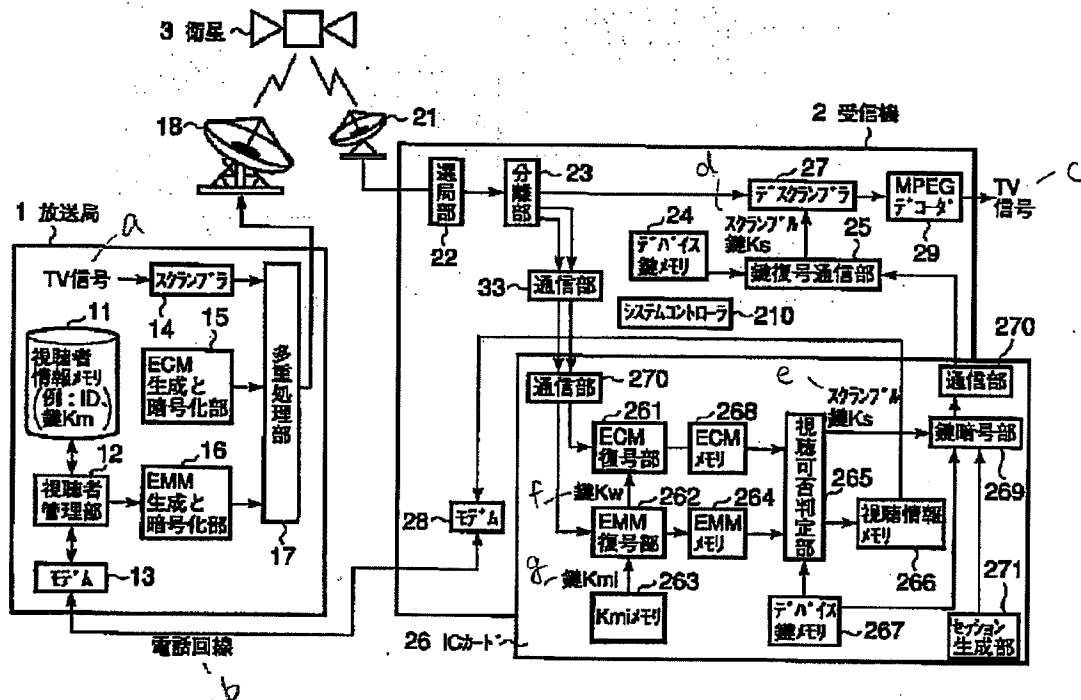 3 衛星
18
21
2 受信機
選局部
22
分離部
23
d
27
デスクランブラ
MPEG
デコーダ
29
TV
信号
c
スクランブル
鍵Ks
24
デバイス
鍵メモリ
25
鍵復号通信部
33
通信部
システムコントローラ
210
1 放送局
a
TV信号
スクランブラ
14
11
視聴者
情報メモリ
(例:ID、
鍵Km)
15
ECM
生成と
暗号化部
多重処理部
17
12
視聴者
管理部
16
EMM
生成と
暗号化部
モデム
13
電話回線
b
28
モデム
通信部
270
e
スクランブル
鍵Ks
270
通信部
261
ECM
復号部
268
ECM
メモリ
視聴可否判定部
265
鍵暗号部
269
f
鍵Kw
262
EMM
復号部
264
EMM
メモリ
視聴情報
メモリ
266
g
鍵Kmi
263
Kmiメモリ
デバイス
鍵メモリ
267
271
セッション
生成部
26 ICカード